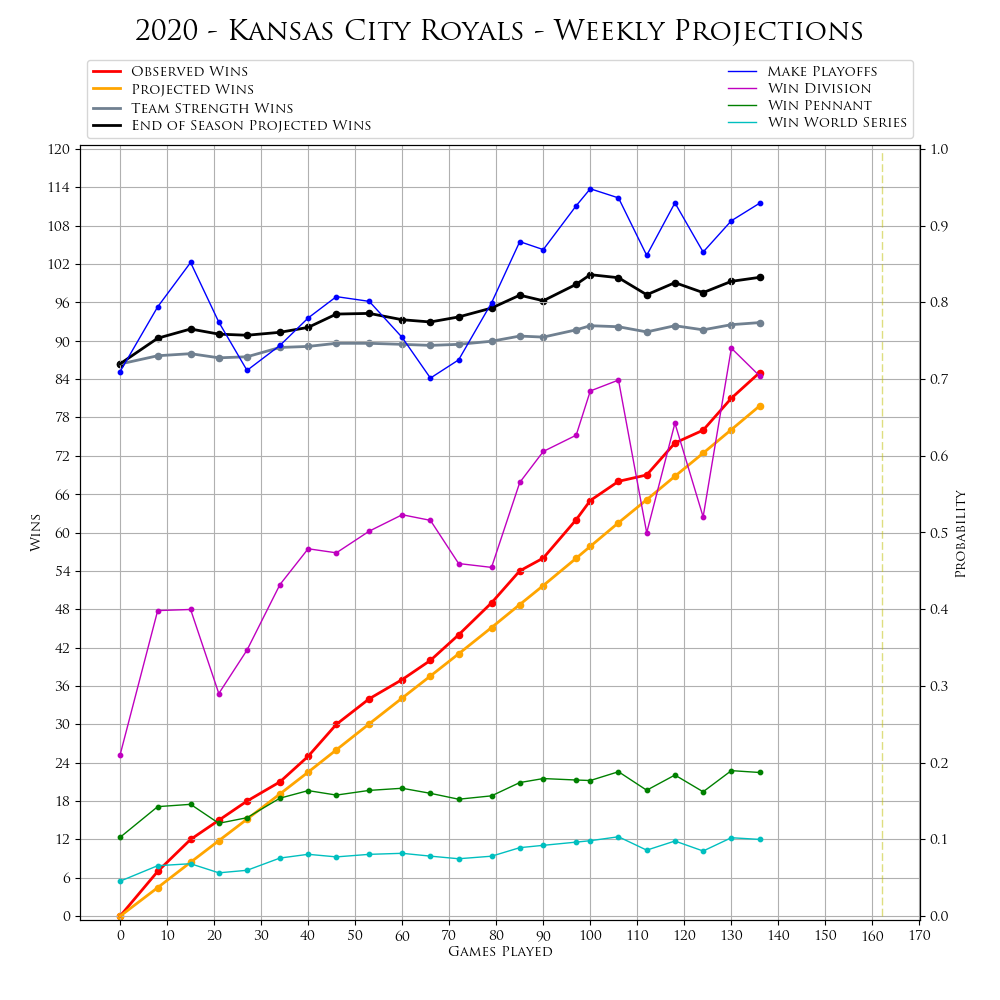 2020 - Kansas City Royals - Weekly Projections
Observed Wins
Projected Wins
Team Strength Wins
End of Season Projected Wins
Make Playoffs
Win Division
Win Pennant
Win World Series
120
114
108
102
96
90
84
78
72
66
60
54
48
42
36
30
24
18
12
6
0
Wins
1.0
0.9
0.8
0.7
0.6
0.5
0.4
0.3
0.2
0.1
0.0
Probability
0 10 20 30 40 50 60 70 80 90 100 110 120 130 140 150 160 170
Games Played